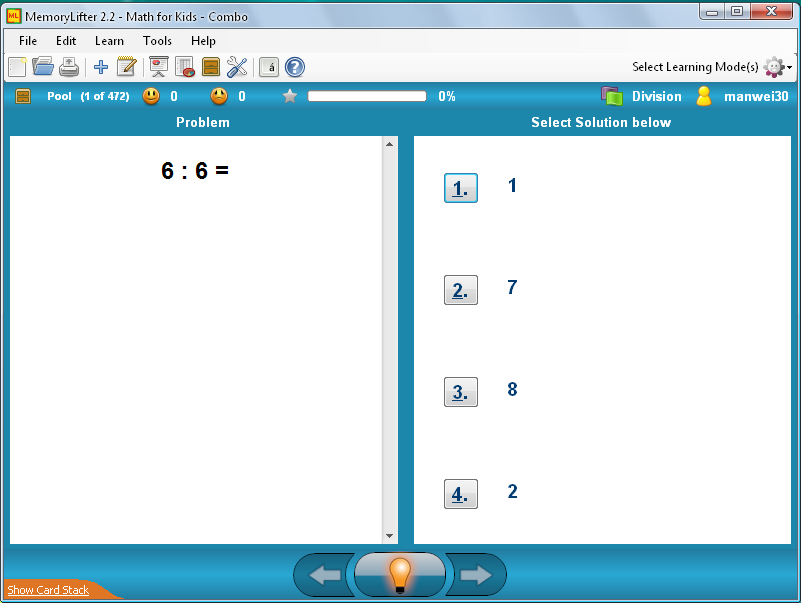 ML MemoryLifter 2.2 - Math for Kids - Combo
File Edit Learn Tools Help
á ? Select Learning Mode(s)
Pool (1 of 472) 0 0 0% Division manwei30
Problem Select Solution below
6 : 6 =
1. 1
2. 7
3. 8
4. 2
Show Card Stack